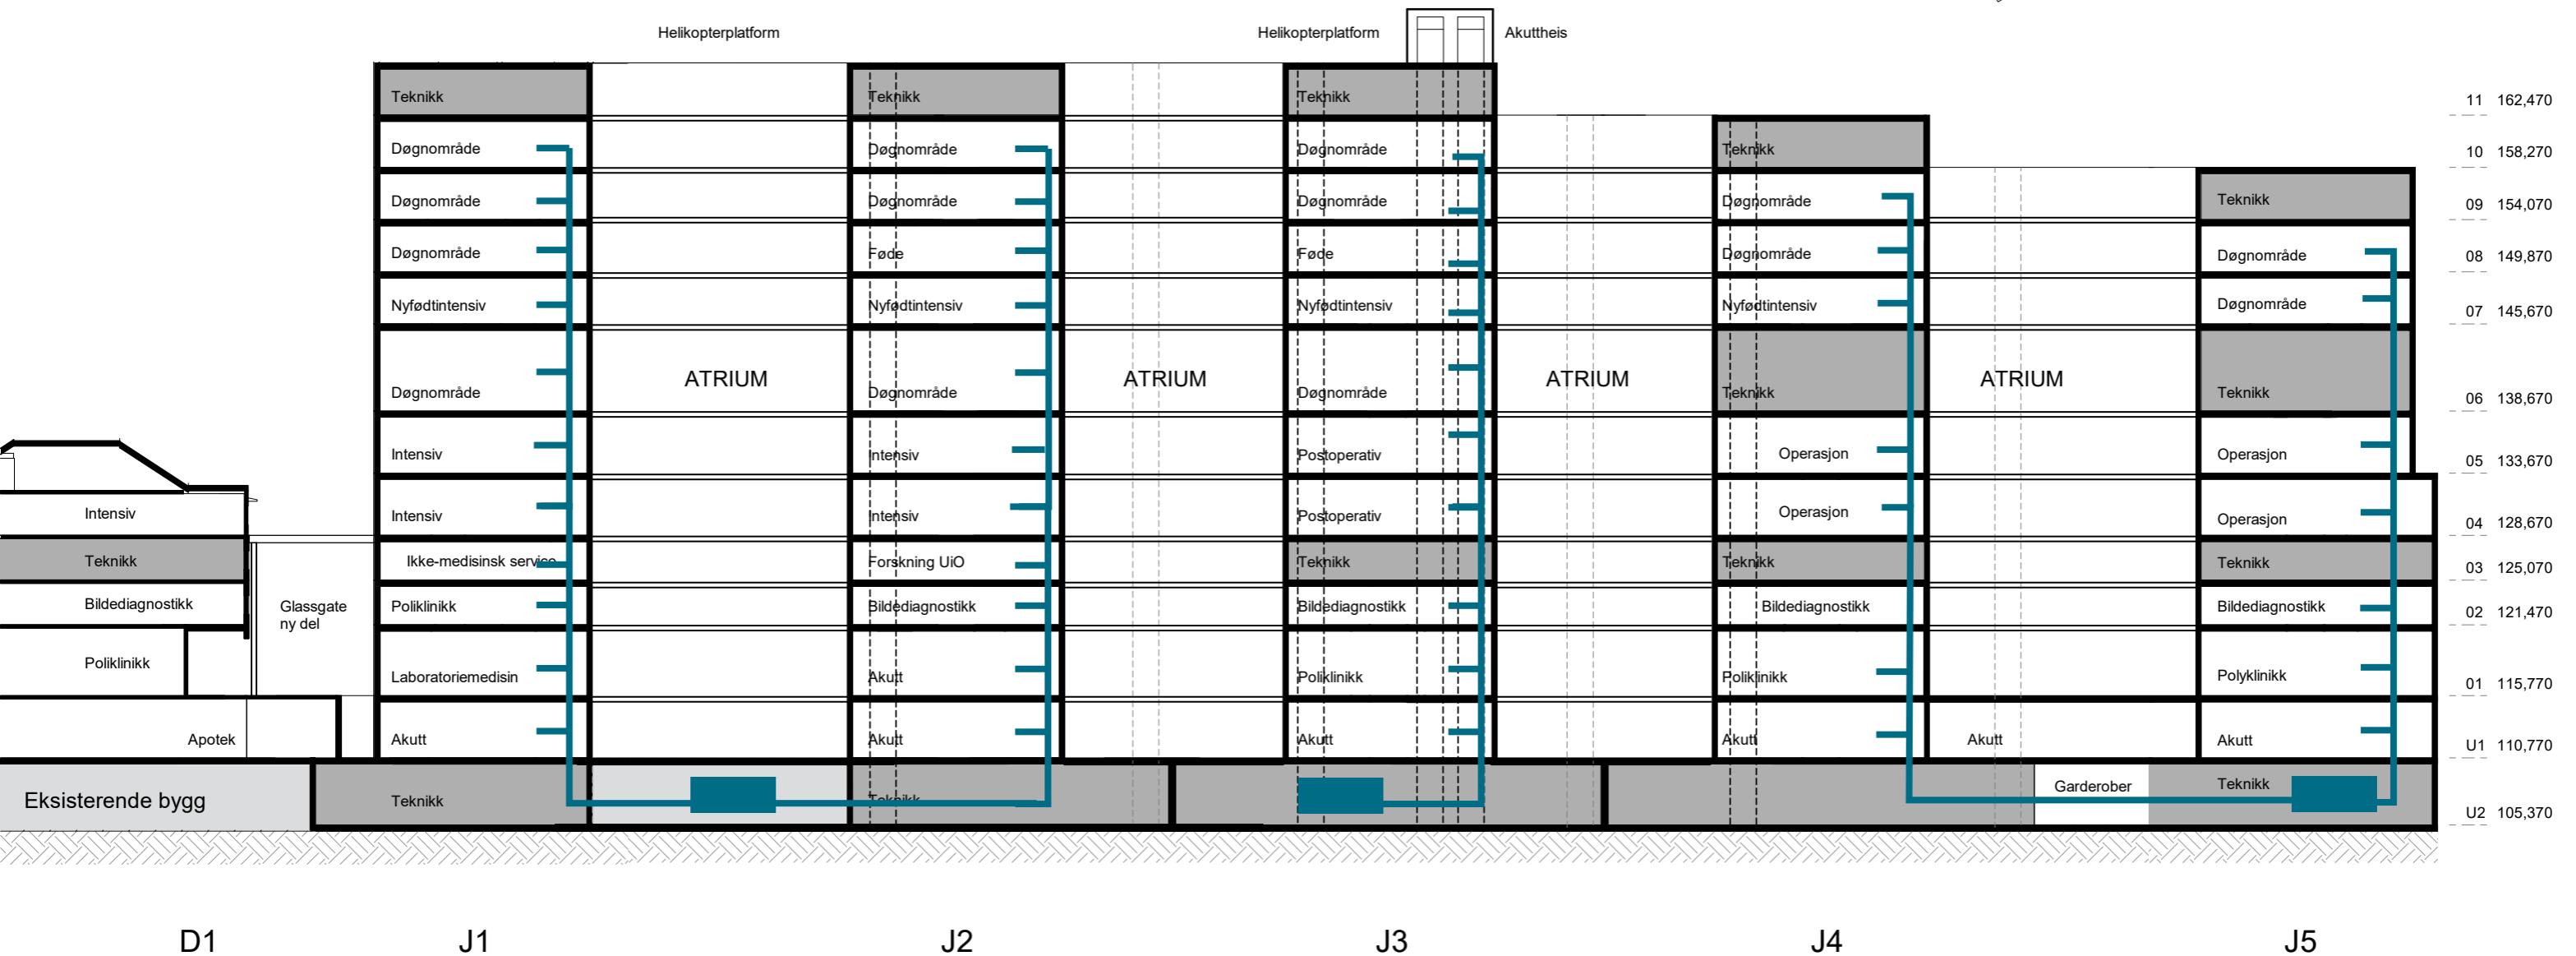 Helikopterplatform Helikopterplatform Akuttheis
Teknikk Teknikk Teknikk 11 162,470
Døgnområde Døgnområde Døgnområde Teknikk 10 158,270
Døgnområde Døgnområde Døgnområde Døgnområde Teknikk 09 154,070
Døgnområde Føde Føde Døgnområde Døgnområde 08 149,870
Nyfødtintensiv Nyfødtintensiv Nyfødtintensiv Nyfødtintensiv Døgnområde 07 145,670
ATRIUM ATRIUM ATRIUM ATRIUM
Døgnområde Døgnområde Døgnområde Teknikk Teknikk 06 138,670
Intensiv Intensiv Postoperativ Operasjon Operasjon 05 133,670
Intensiv Intensiv Intensiv Postoperativ Operasjon Operasjon 04 128,670
Teknikk Ikke-medisinsk service Forskning UiO Teknikk Teknikk Teknikk 03 125,070
Bildediagnostikk Glassgate Poliklinikk Bildediagnostikk Bildediagnostikk Bildediagnostikk Bildediagnostikk 02 121,470
ny del
Poliklinikk Laboratoriemedisin Akutt Poliklinikk Poliklinikk Polyklinikk 01 115,770
Apotek Akutt Akutt Akutt Akutt Akutt Akutt U1 110,770
Eksisterende bygg Teknikk Teknikk Garderober Teknikk U2 105,370
D1 J1 J2 J3 J4 J5